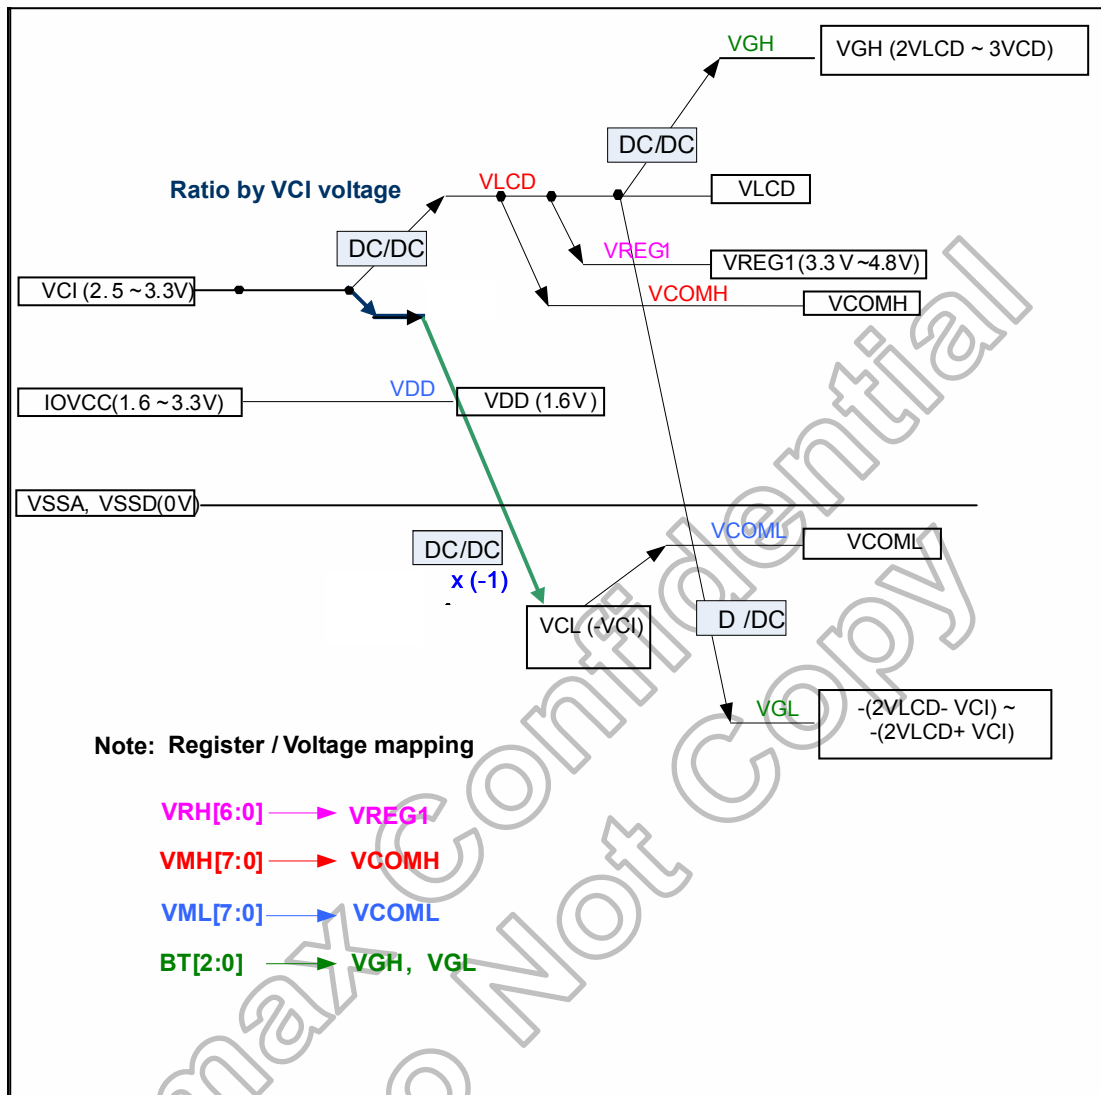 VGH
VGH (2VLCD ~ 3VCD)
DC/DC
Ratio by VCI voltage
VLCD
VLCD
DC/DC
VREG1
VREG1(3.3 V ~4.8V)
VCI (2.5 ~3.3V)
VCOMH
VCOMH
IOVCC(1.6 ~3.3V)
VDD
VDD (1.6V)
VSSA, VSSD(0V)
DC/DC
x (-1)
VCOML
VCOML
VCL (-VCI)
D /DC
VGL
-(2VLCD- VCI) ~
-(2VLCD+ VCI)
Note: Register / Voltage mapping
VRH[6:0] VREG1
VMH[7:0] VCOMH
VML[7:0] VCOML
BT[2:0] VGH, VGL
max Confidential
o Not Copy